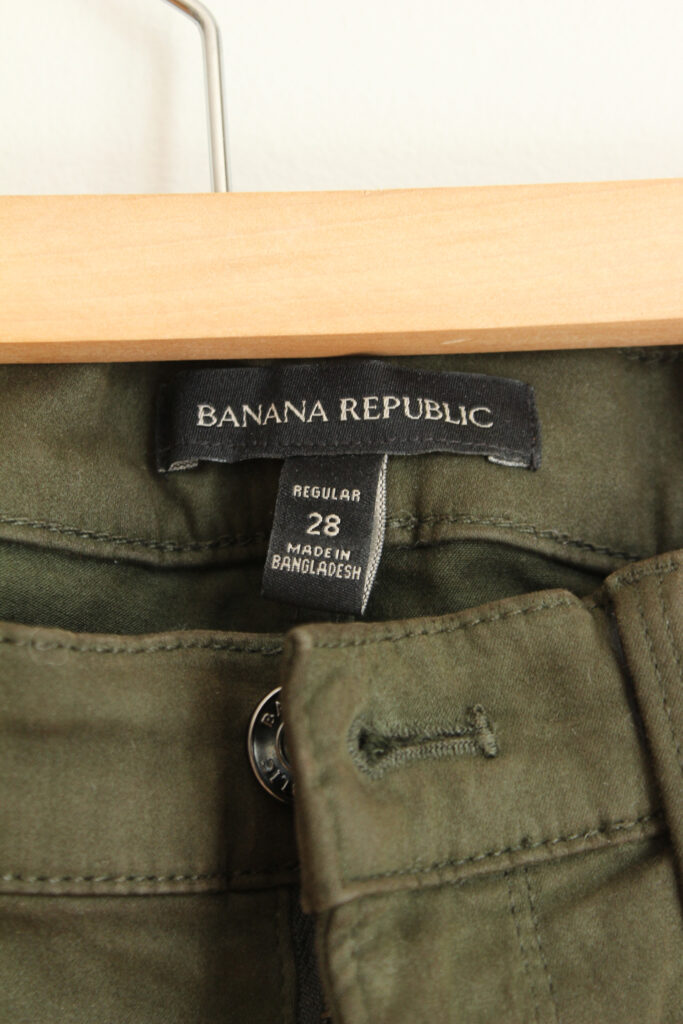 BANANA REPUBLIC
REGULAR
28
MADE IN
BANGLADESH